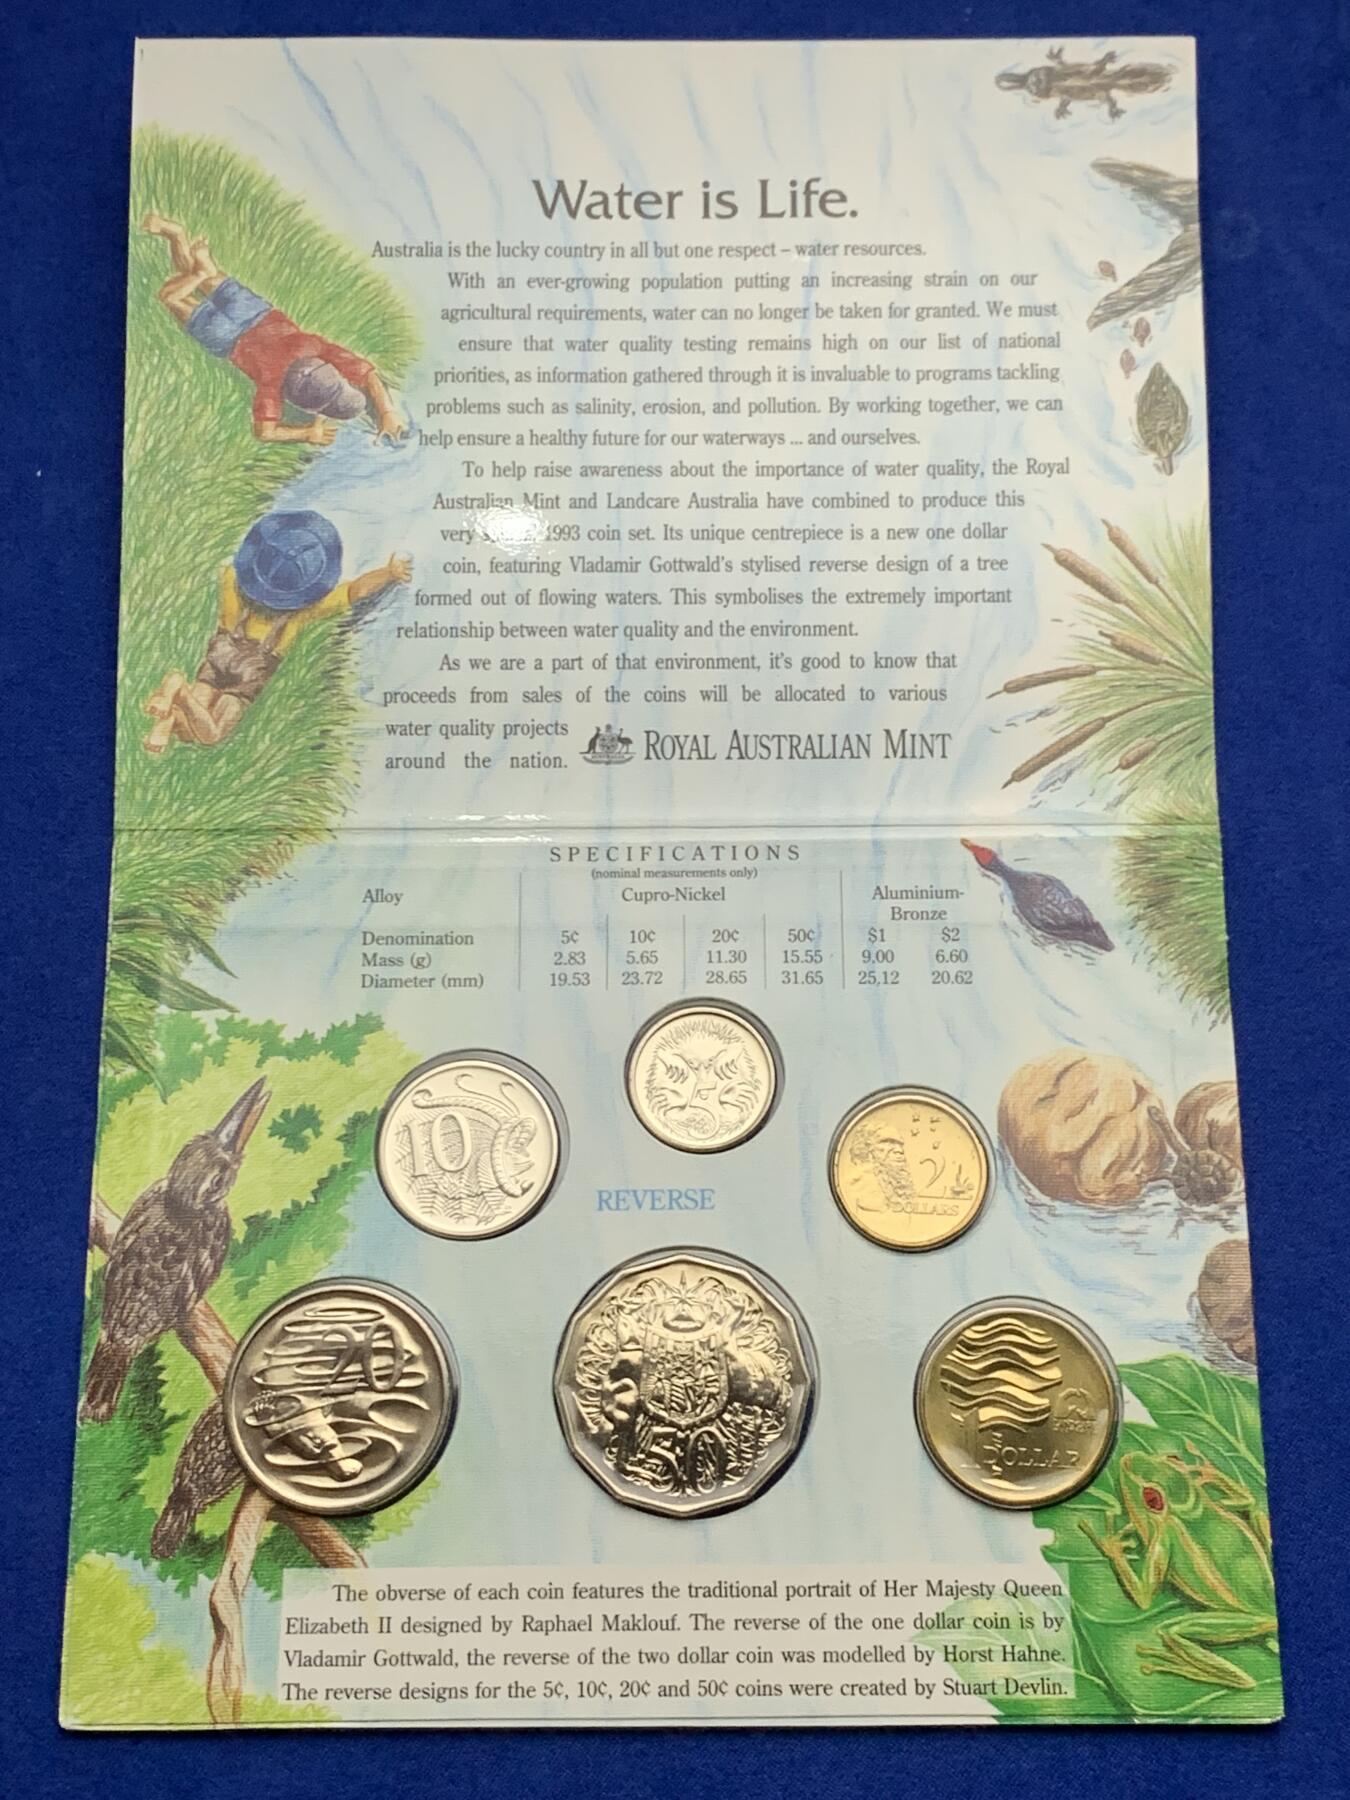 Water is Life.
Australia is the lucky country in all but one respect – water resources.
With an ever-growing population putting an increasing strain on our
agricultural requirements, water can no longer be taken for granted. We must
ensure that water quality testing remains high on our list of national
priorities, as information gathered through it is invaluable to programs tackling
problems such as salinity, erosion, and pollution. By working together, we can
help ensure a healthy future for our waterways ... and ourselves.
To help raise awareness about the importance of water quality, the Royal
Australian Mint and Landcare Australia have combined to produce this
very 1993 coin set. Its unique centrepiece is a new one dollar
coin, featuring Vladamir Gottwald's stylised reverse design of a tree
formed out of flowing waters. This symbolises the extremely important
relationship between water quality and the environment.
As we are a part of that environment, it's good to know that
proceeds from sales of the coins will be allocated to various
water quality projects
around the nation.
ROYAL AUSTRALIAN MINT
SPECIFICATIONS
(nominal measurements only)
Alloy Cupro-Nickel Aluminium-
Bronze
Denomination 5¢ 10¢ 20¢ 50¢ $1 $2
Mass (g) 2.83 5.65 11.30 15.55 9.00 6.60
Diameter (mm) 19.53 23.72 28.65 31.65 25.12 20.62
5
10
2
DOLLARS
REVERSE
20
50
1
DOLLAR
The obverse of each coin features the traditional portrait of Her Majesty Queen
Elizabeth II designed by Raphael Maklouf. The reverse of the one dollar coin is by
Vladamir Gottwald, the reverse of the two dollar coin was modelled by Horst Hahne.
The reverse designs for the 5¢, 10¢, 20¢ and 50¢ coins were created by Stuart Devlin.